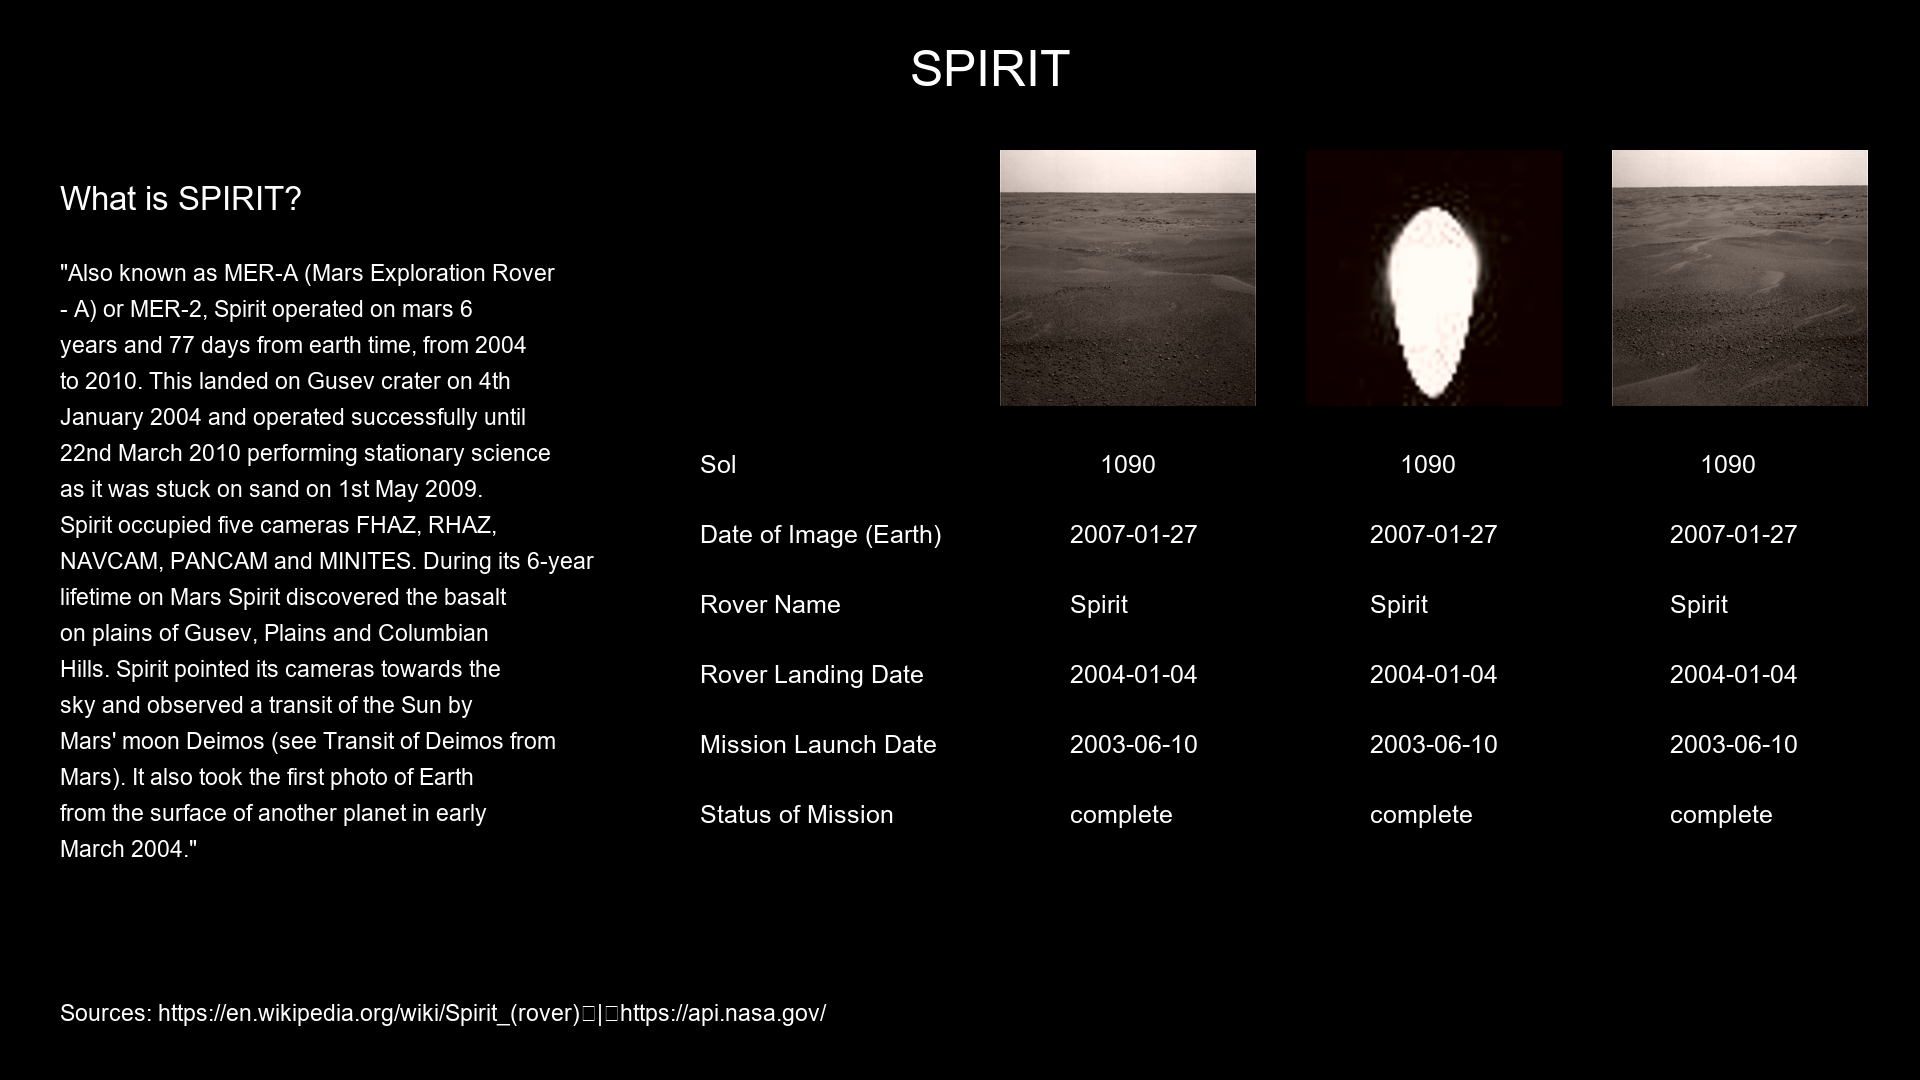 SPIRIT
What is SPIRIT?
"Also known as MER-A (Mars Exploration Rover
- A) or MER-2, Spirit operated on mars 6
years and 77 days from earth time, from 2004
to 2010. This landed on Gusev crater on 4th
January 2004 and operated successfully until
22nd March 2010 performing stationary science
as it was stuck on sand on 1st May 2009.
Spirit occupied five cameras FHAZ, RHAZ,
NAVCAM, PANCAM and MINITES. During its 6-year
lifetime on Mars Spirit discovered the basalt
on plains of Gusev, Plains and Columbian
Hills. Spirit pointed its cameras towards the
sky and observed a transit of the Sun by
Mars' moon Deimos (see Transit of Deimos from
Mars). It also took the first photo of Earth
from the surface of another planet in early
March 2004."
Sol 1090 1090 1090
Date of Image (Earth) 2007-01-27 2007-01-27 2007-01-27
Rover Name Spirit Spirit Spirit
Rover Landing Date 2004-01-04 2004-01-04 2004-01-04
Mission Launch Date 2003-06-10 2003-06-10 2003-06-10
Status of Mission complete complete complete
Sources: https://en.wikipedia.org/wiki/Spirit_(rover)□|□https://api.nasa.gov/